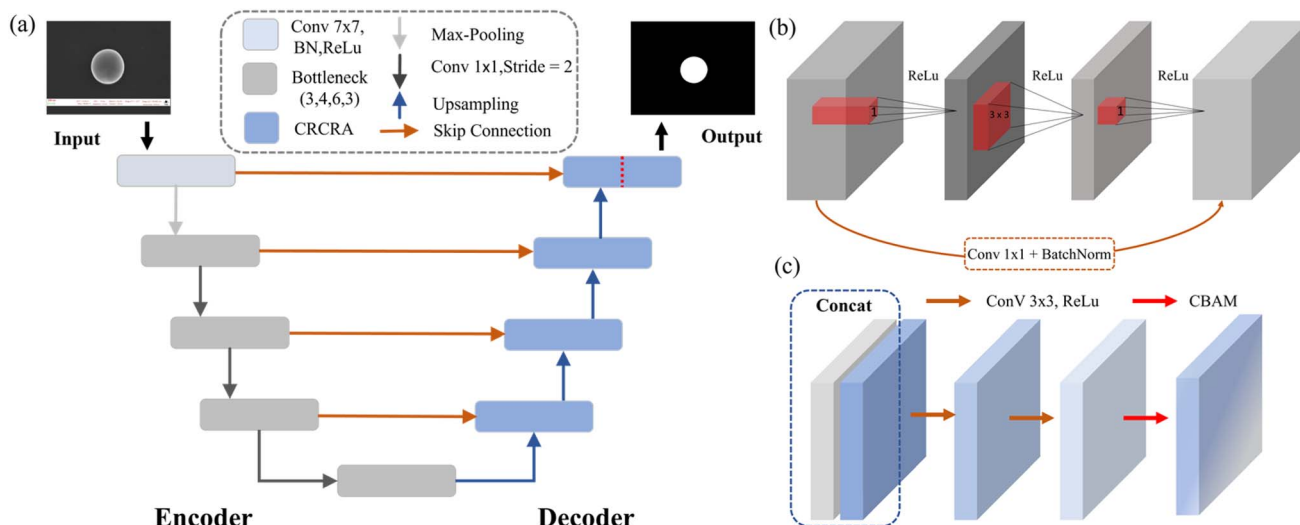 (a)
Input
Conv 7x7,
BN,ReLu
Bottleneck
(3,4,6,3)
CRCRA
Max-Pooling
Conv 1x1,Stride = 2
Upsampling
Skip Connection
Output
Encoder
Decoder
(b)
ReLu
ReLu
ReLu
1
3 x 3
1
Conv 1x1 + BatchNorm
(c)
Concat
ConV 3x3, ReLu
CBAM